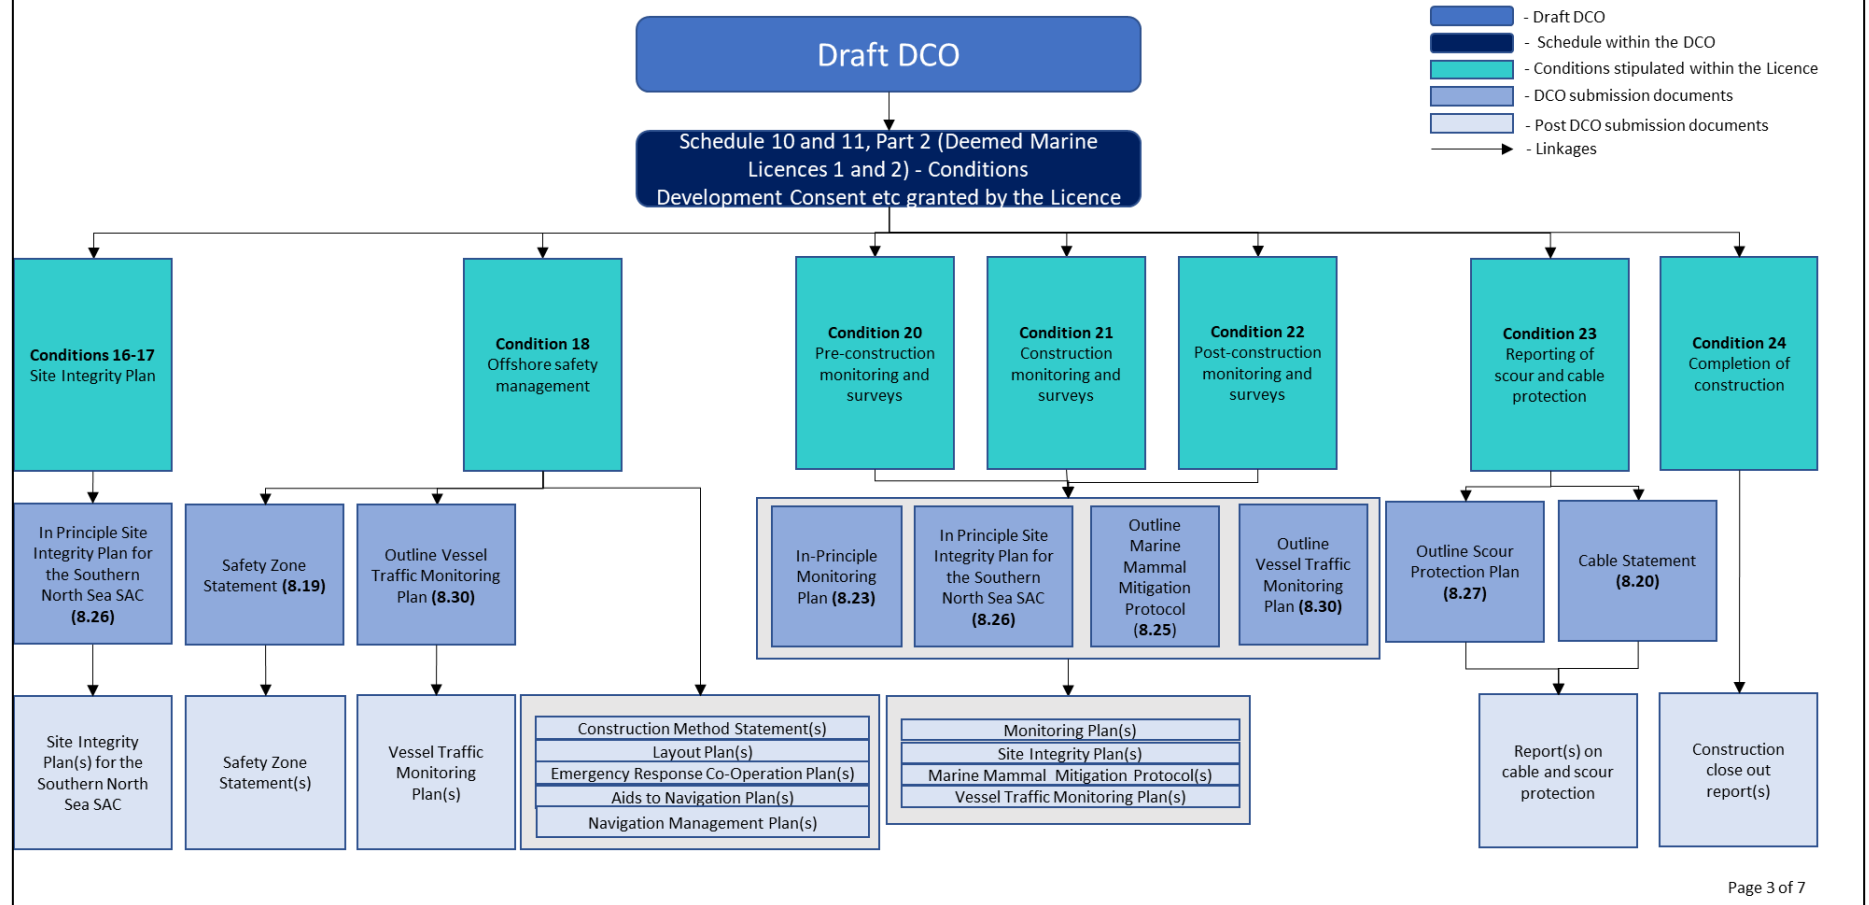 Draft DCO
- Draft DCO
- Schedule within the DCO
- Conditions stipulated within the Licence
- DCO submission documents
- Post DCO submission documents
- Linkages
Schedule 10 and 11, Part 2 (Deemed Marine
Licences 1 and 2) - Conditions
Development Consent etc granted by the Licence
Conditions 16-17
Site Integrity Plan
Condition 18
Offshore safety
management
Condition 20
Pre-construction
monitoring and
surveys
Condition 21
Construction
monitoring and
surveys
Condition 22
Post-construction
monitoring and
surveys
Condition 23
Reporting of
scour and cable
protection
Condition 24
Completion of
construction
In Principle Site
Integrity Plan for
the Southern
North Sea SAC
(8.26)
Safety Zone
Statement (8.19)
Outline Vessel
Traffic Monitoring
Plan (8.30)
In-Principle
Monitoring
Plan (8.23)
In Principle Site
Integrity Plan for
the Southern
North Sea SAC
(8.26)
Outline
Marine
Mammal
Mitigation
Protocol
(8.25)
Outline
Vessel Traffic
Monitoring
Plan (8.30)
Outline Scour
Protection Plan
(8.27)
Cable Statement
(8.20)
Site Integrity
Plan(s) for the
Southern North
Sea SAC
Safety Zone
Statement(s)
Vessel Traffic
Monitoring
Plan(s)
Construction Method Statement(s)
Layout Plan(s)
Emergency Response Co-Operation Plan(s)
Aids to Navigation Plan(s)
Navigation Management Plan(s)
Monitoring Plan(s)
Site Integrity Plan(s)
Marine Mammal Mitigation Protocol(s)
Vessel Traffic Monitoring Plan(s)
Report(s) on
cable and scour
protection
Construction
close out
report(s)
Page 3 of 7